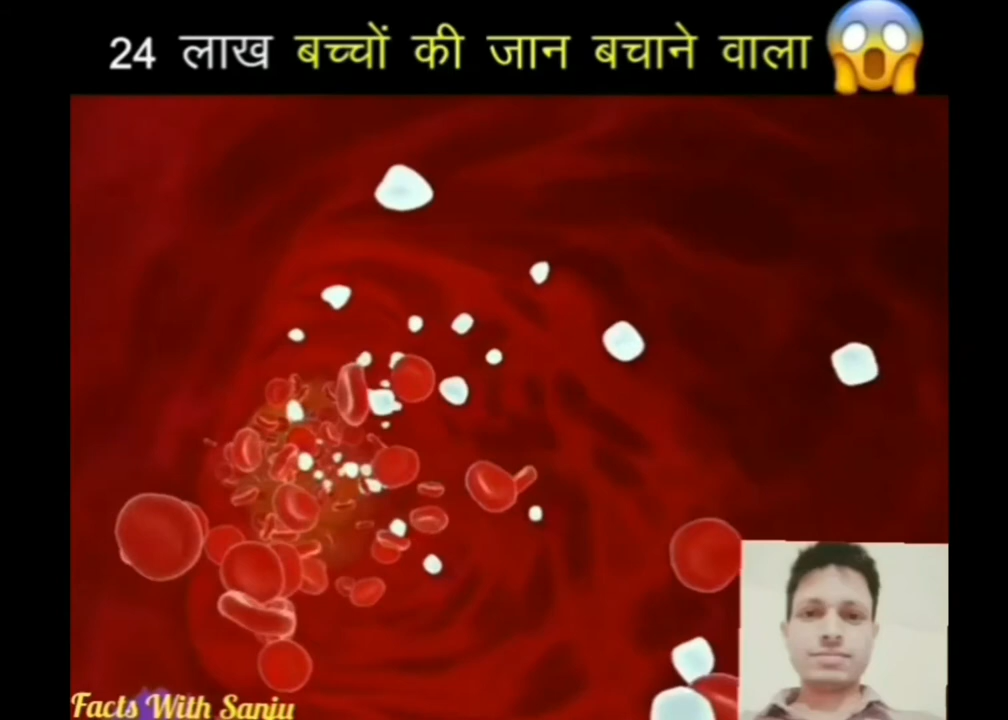 24 लाख बच्चों की जान बचाने वाला
Facts With Sanju